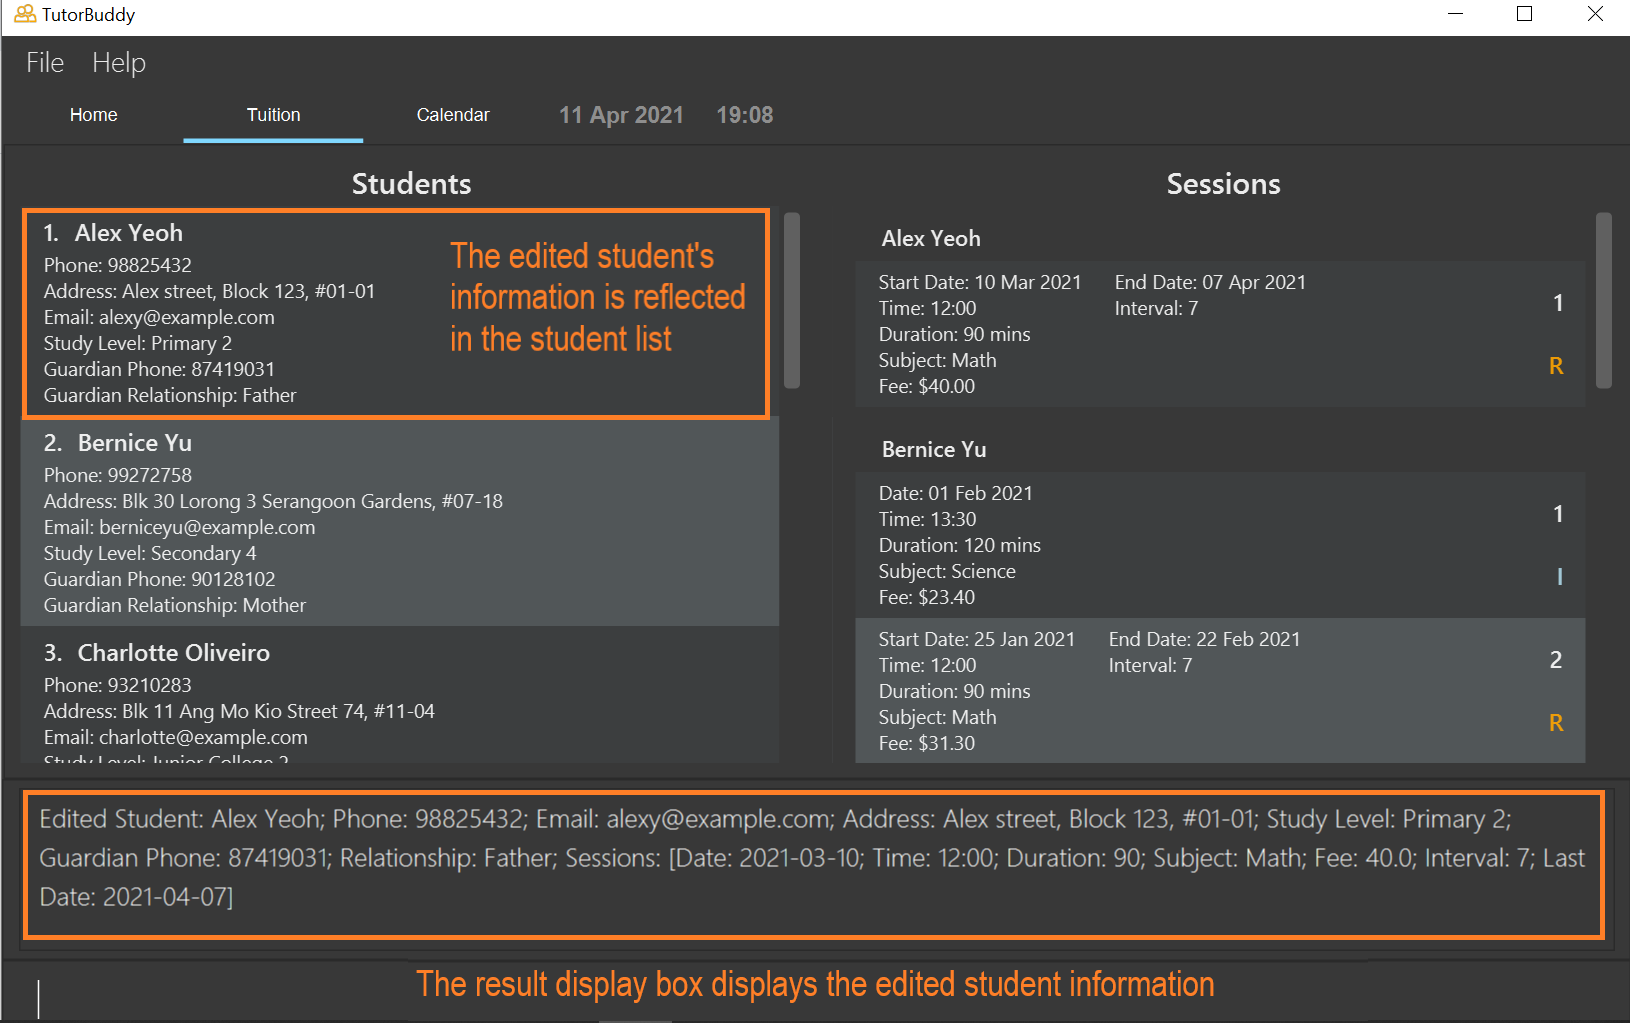 TutorBuddy
File Help
Home Tuition Calendar 11 Apr 2021 19:08
Students
1. Alex Yeoh
Phone: 98825432
Address: Alex street, Block 123, #01-01
Email: alexy@example.com
Study Level: Primary 2
Guardian Phone: 87419031
Guardian Relationship: Father
The edited student's
information is reflected
in the student list
2. Bernice Yu
Phone: 99272758
Address: Blk 30 Lorong 3 Serangoon Gardens, #07-18
Email: berniceyu@example.com
Study Level: Secondary 4
Guardian Phone: 90128102
Guardian Relationship: Mother
3. Charlotte Oliveiro
Phone: 93210283
Address: Blk 11 Ang Mo Kio Street 74, #11-04
Email: charlotte@example.com
Study Level: Junior College 2
Sessions
Alex Yeoh
Start Date: 10 Mar 2021 End Date: 07 Apr 2021
Time: 12:00 Interval: 7
1
Duration: 90 mins
Subject: Math
R
Fee: $40.00
Bernice Yu
Date: 01 Feb 2021
Time: 13:30
1
Duration: 120 mins
Subject: Science
I
Fee: $23.40
Start Date: 25 Jan 2021 End Date: 22 Feb 2021
Time: 12:00 Interval: 7
2
Duration: 90 mins
Subject: Math
R
Fee: $31.30
Edited Student: Alex Yeoh; Phone: 98825432; Email: alexy@example.com; Address: Alex street, Block 123, #01-01; Study Level: Primary 2;
Guardian Phone: 87419031; Relationship: Father; Sessions: [Date: 2021-03-10; Time: 12:00; Duration: 90; Subject: Math; Fee: 40.0; Interval: 7; Last
Date: 2021-04-07]
The result display box displays the edited student information